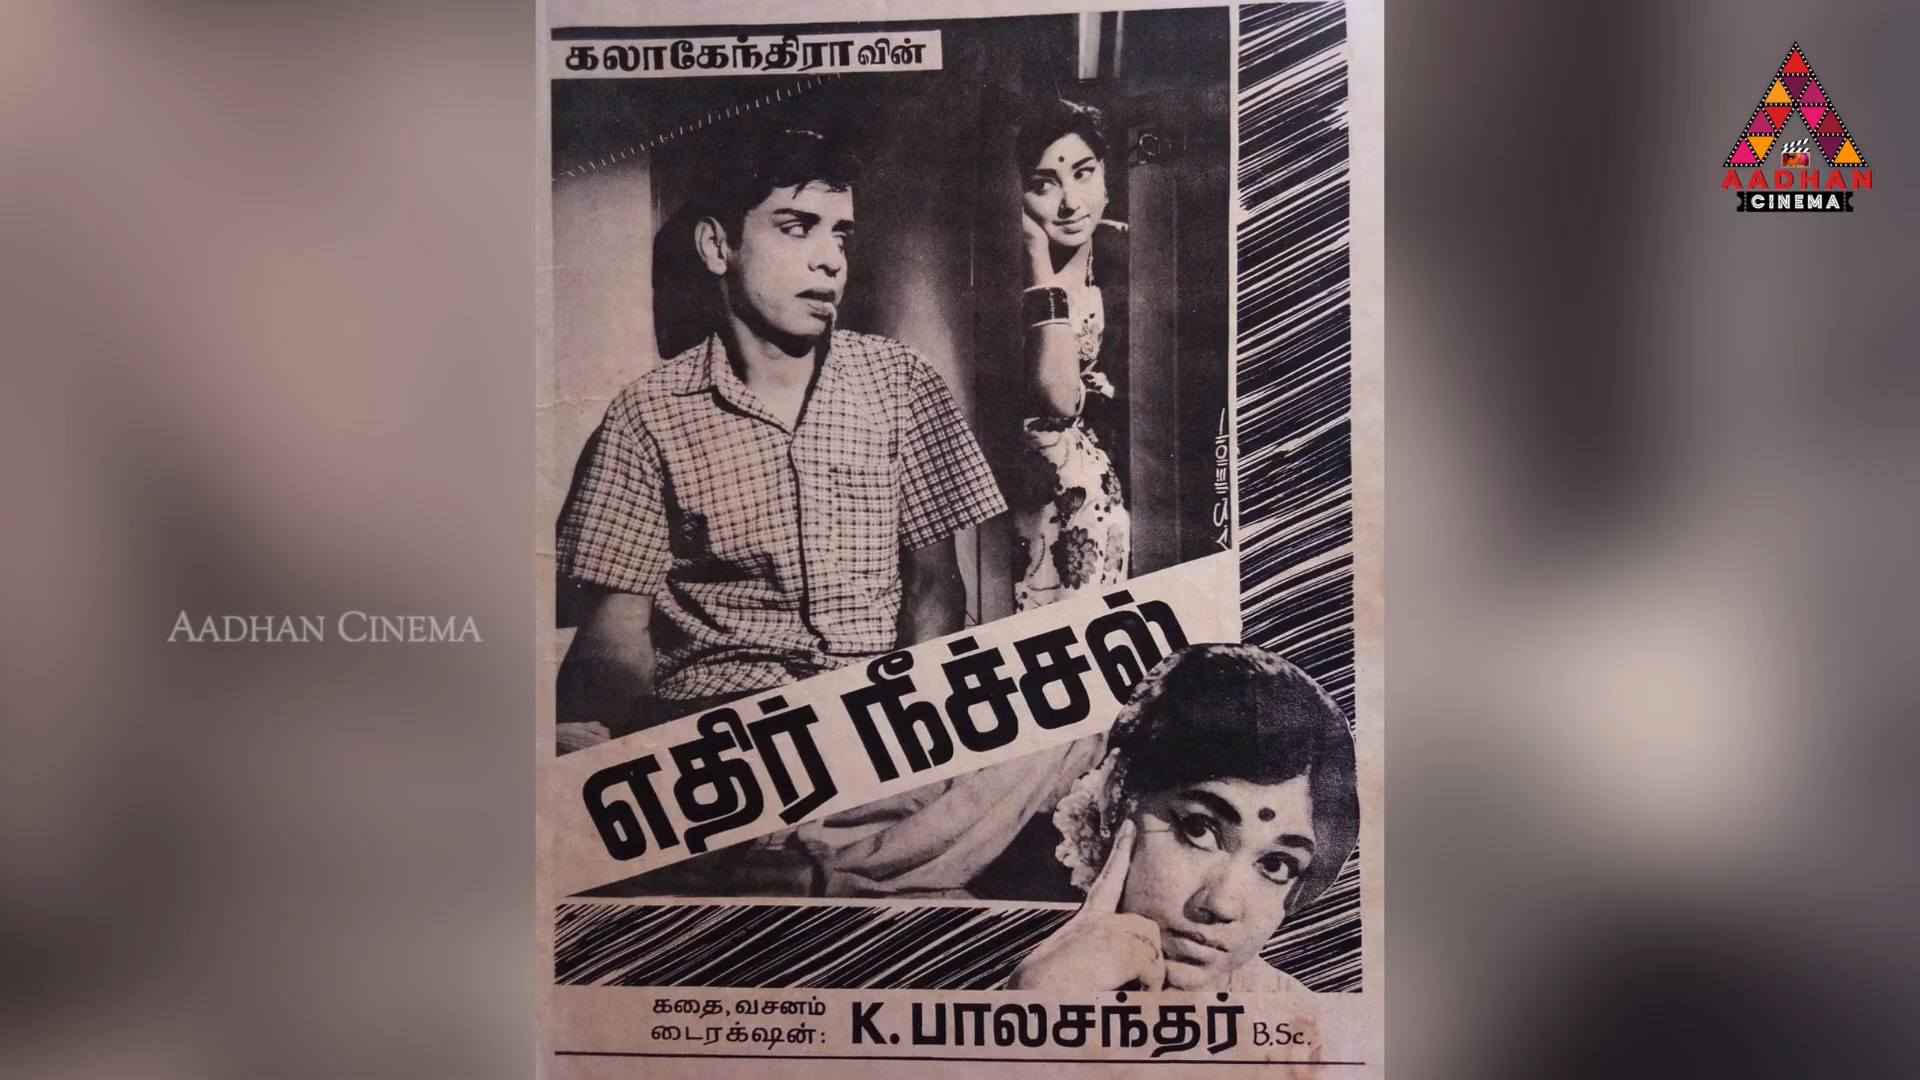 கலாகேந்திராவின்
AADHAN
CINEMA
AADHAN CINEMA
எதிர் நீச்சல்
கதை, வசனம்
டைரக்ஷன்: K. பாலசந்தர் B.Sc.